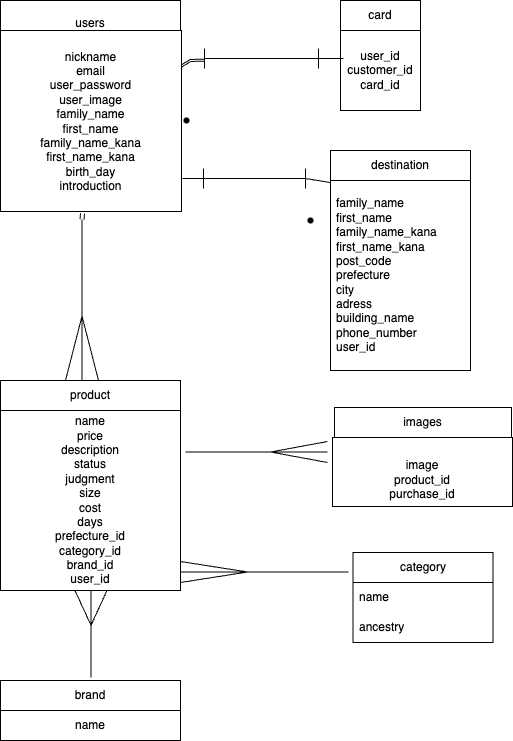 users
nickname
email
user_password
user_image
family_name
first_name
family_name_kana
first_name_kana
birth_day
introduction
card
user_id
customer_id
card_id
destination
family_name
first_name
family_name_kana
first_name_kana
post_code
prefecture
city
adress
building_name
phone_number
user_id
product
name
price
description
status
judgment
size
cost
days
prefecture_id
category_id
brand_id
user_id
images
image
product_id
purchase_id
category
name
ancestry
brand
name